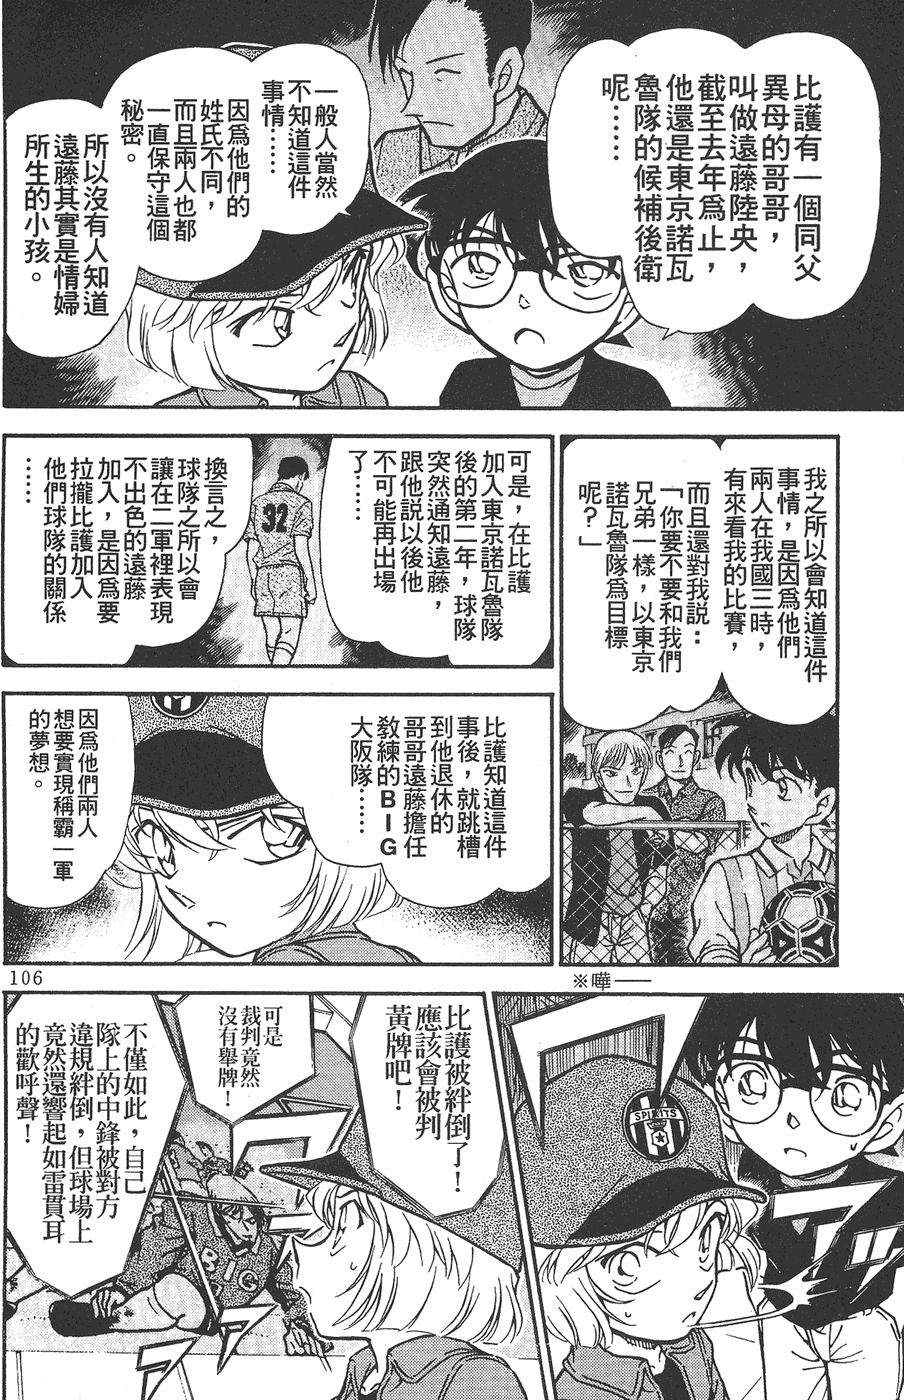 比護有一個同父
異母的哥哥，
叫做遠藤陸央，
截至去年為止，
他還是東京諾瓦
魯隊的候補後衛
呢……
一般人當然
不知道這件
事情……
因為他們的
姓氏不同，
而且兩人也都
一直保守這個
秘密。
所以沒有人知道
遠藤其實是情婦
所生的小孩。
我之所以會知道這件
事情，是因為他們
兩人在我國三時，
有來看我的比賽，
而且還對我說：
「你要不要和我們
兄弟一樣，以東京
諾瓦魯隊為目標
呢？」
可是，在比護
加入東京諾瓦魯隊
後的第二年，球隊
突然通知遠藤，
跟他說以後他
不可能再出場
了……
32
換言之，
球隊之所以會
讓在二軍裡表現
不出色的遠藤
加入，是因為要
拉攏比護加入
他們球隊的關係
……
比護知道這件
事後，就跳槽
到他退休的
哥哥遠藤擔任
教練的BIG
大阪隊……
因為他們兩人
想要實現稱霸一軍
的夢想。
106
※嘩──
ワアア
SPIRITS
比護被絆倒了！
應該會被判
黃牌吧！
可是
裁判竟然
沒有舉牌！
不僅如此，自己
隊上的中鋒被對方
違規絆倒，但球場上
竟然還響起如雷貫耳
的歡呼聲！
BIG
ワアアア